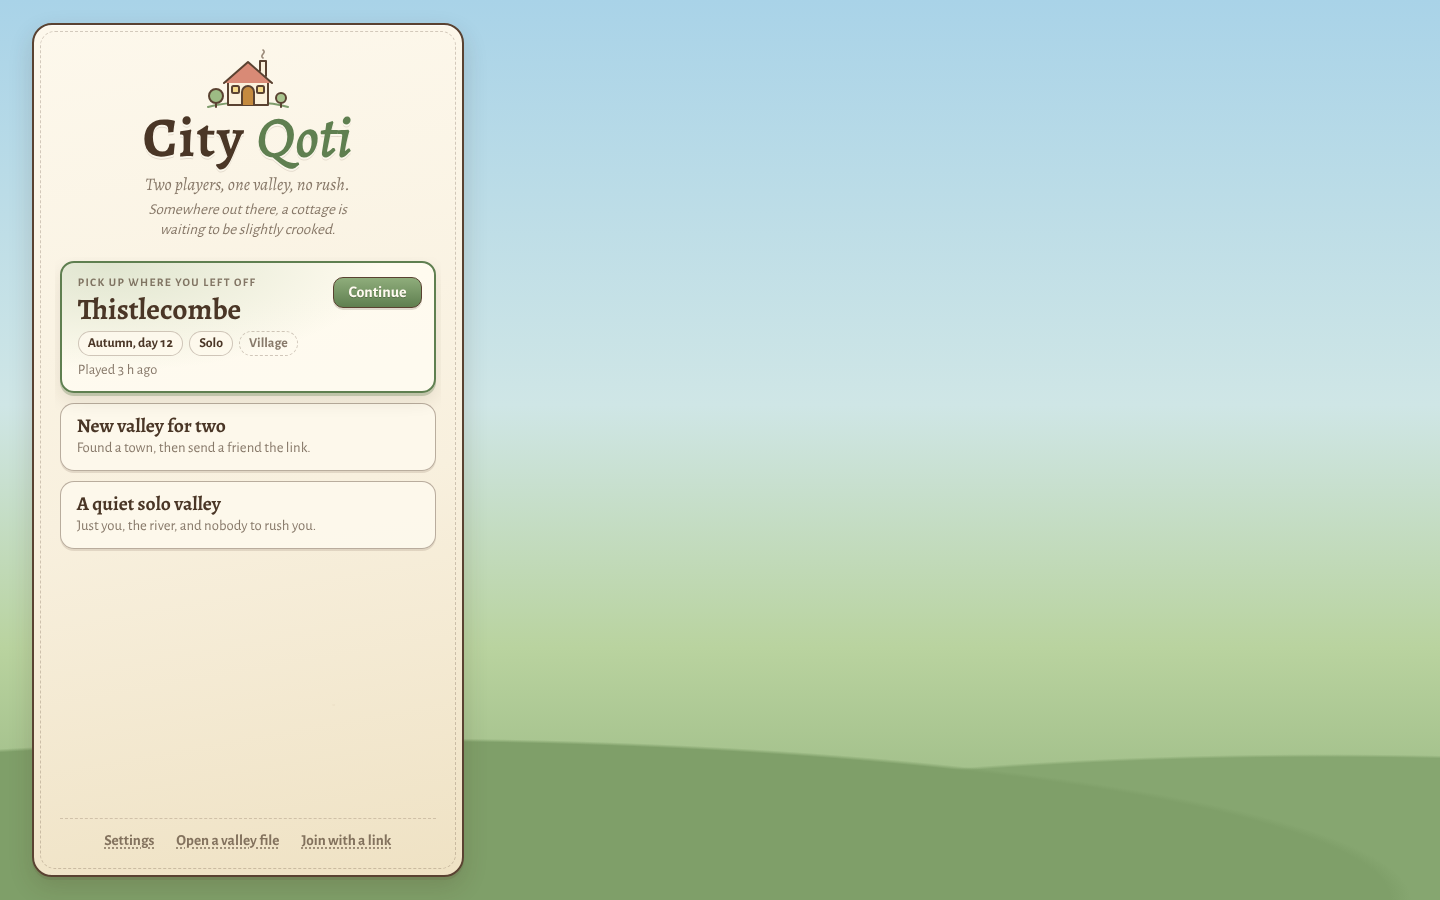 City Qoti
Two players, one valley, no rush.
Somewhere out there, a cottage is
waiting to be slightly crooked.
PICK UP WHERE YOU LEFT OFF
Continue
Thistlecombe
Autumn, day 12 Solo Village
Played 3 h ago
New valley for two
Found a town, then send a friend the link.
A quiet solo valley
Just you, the river, and nobody to rush you.
Settings Open a valley file Join with a link